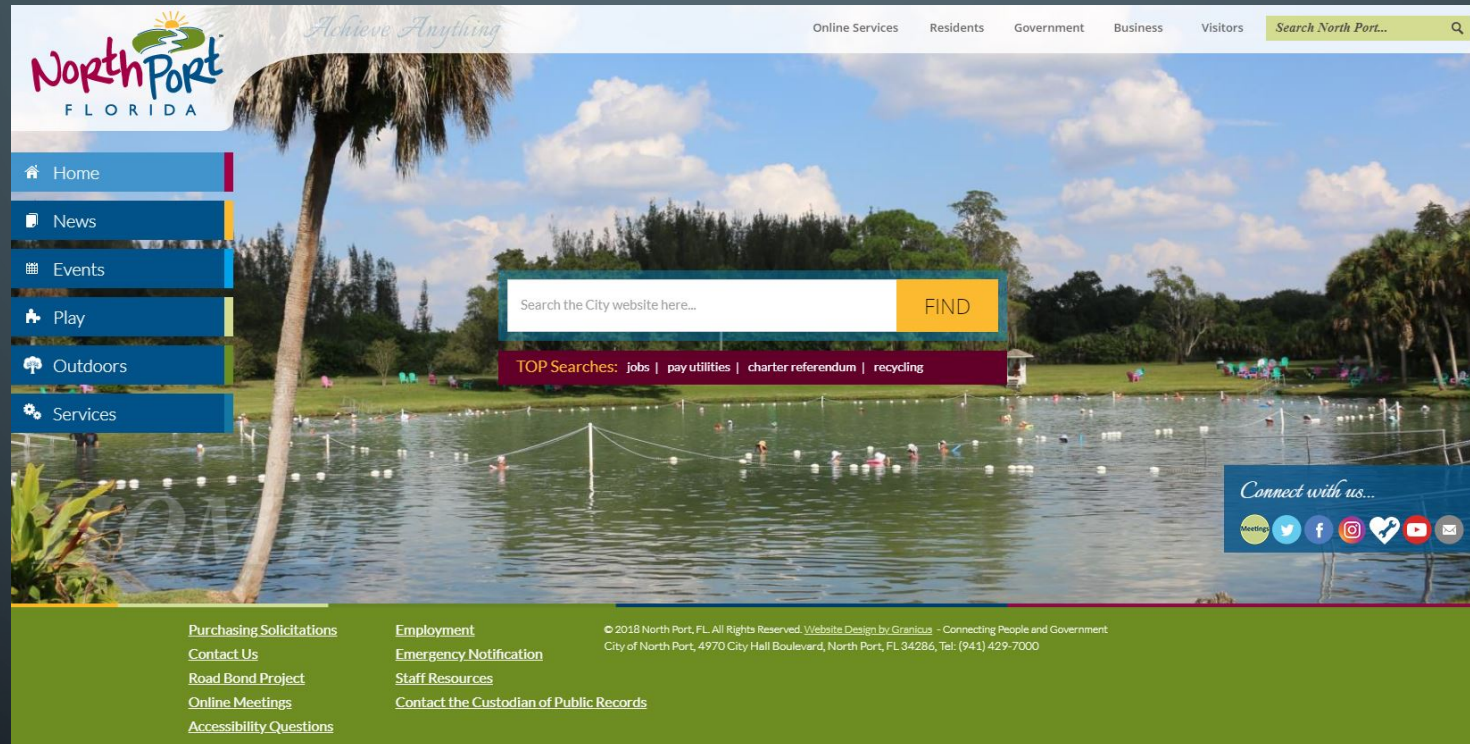 Achieve Anything
Online Services Residents Government Business Visitors Search North Port...
North Port
FLORIDA
Home
News
Events
Play
Outdoors
Services
Search the City website here... FIND
TOP Searches: jobs | pay utilities | charter referendum | recycling
HOME
Connect with us...
Meetings
Purchasing Solicitations
Contact Us
Road Bond Project
Online Meetings
Accessibility Questions
Employment
Emergency Notification
Staff Resources
Contact the Custodian of Public Records
© 2018 North Port, FL. All Rights Reserved. Website Design by Granicus - Connecting People and Government
City of North Port, 4970 City Hall Boulevard, North Port, FL 34286, Tel: (941) 429-7000